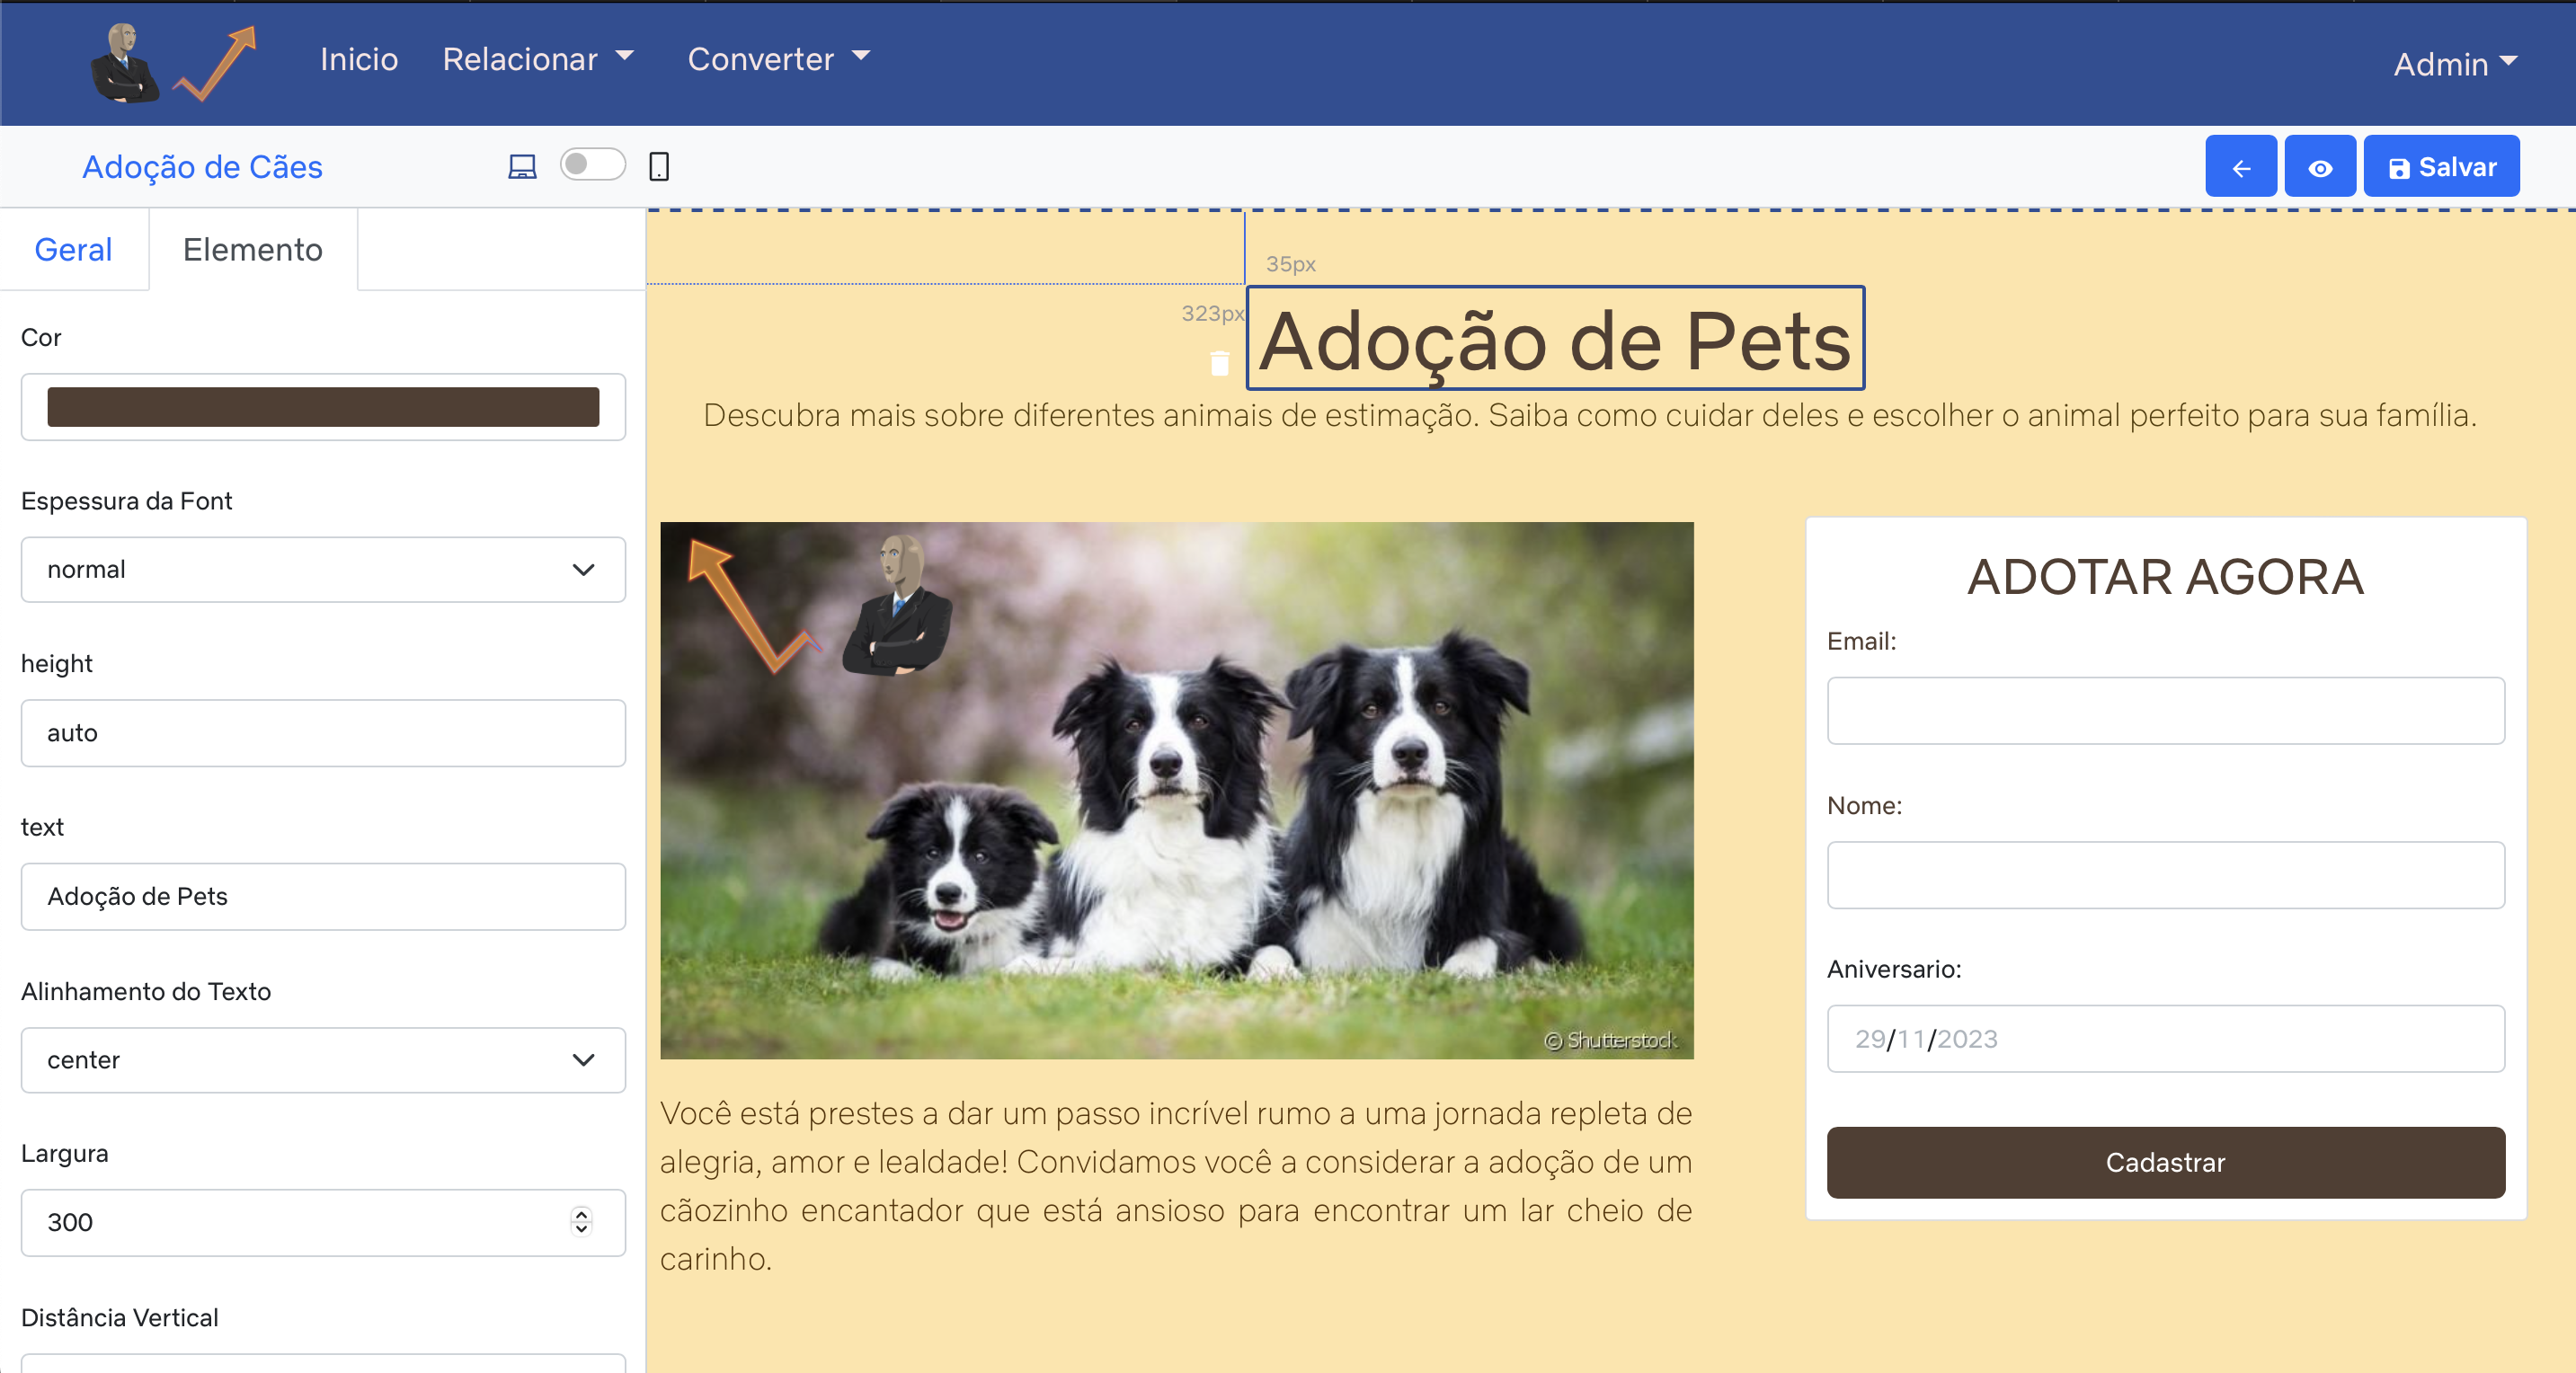 Inicio Relacionar Converter Admin
Adoção de Cães Salvar
Geral Elemento
Cor
Espessura da Font
normal
height
auto
text
Adoção de Pets
Alinhamento do Texto
center
Largura
300
Distância Vertical
35px
323px
Adoção de Pets
Descubra mais sobre diferentes animais de estimação. Saiba como cuidar deles e escolher o animal perfeito para sua família.
© Shutterstock
Você está prestes a dar um passo incrível rumo a uma jornada repleta de
alegria, amor e lealdade! Convidamos você a considerar a adoção de um
cãozinho encantador que está ansioso para encontrar um lar cheio de
carinho.
ADOTAR AGORA
Email:
Nome:
Aniversario:
29/11/2023
Cadastrar